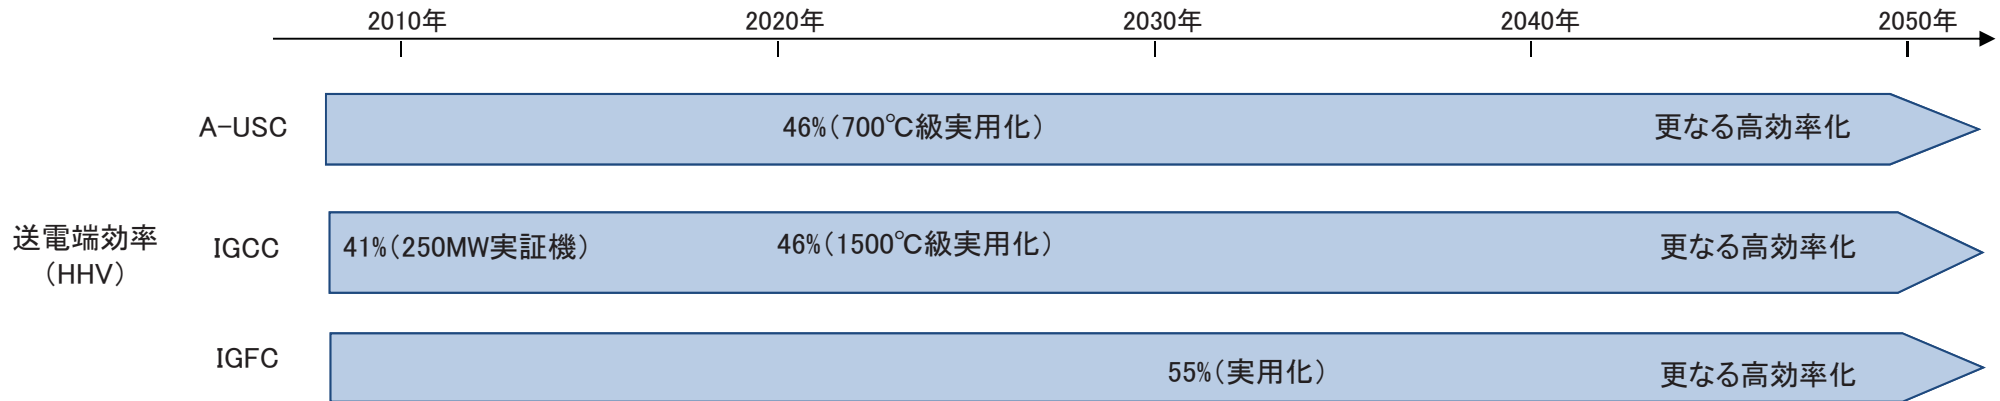 2010年 2020年 2030年 2040年 2050年
A-USC 46%(700℃級実用化) 更なる高効率化
送電端効率
(HHV)
IGCC 41%(250MW実証機) 46%(1500℃級実用化) 更なる高効率化
IGFC 55%(実用化) 更なる高効率化